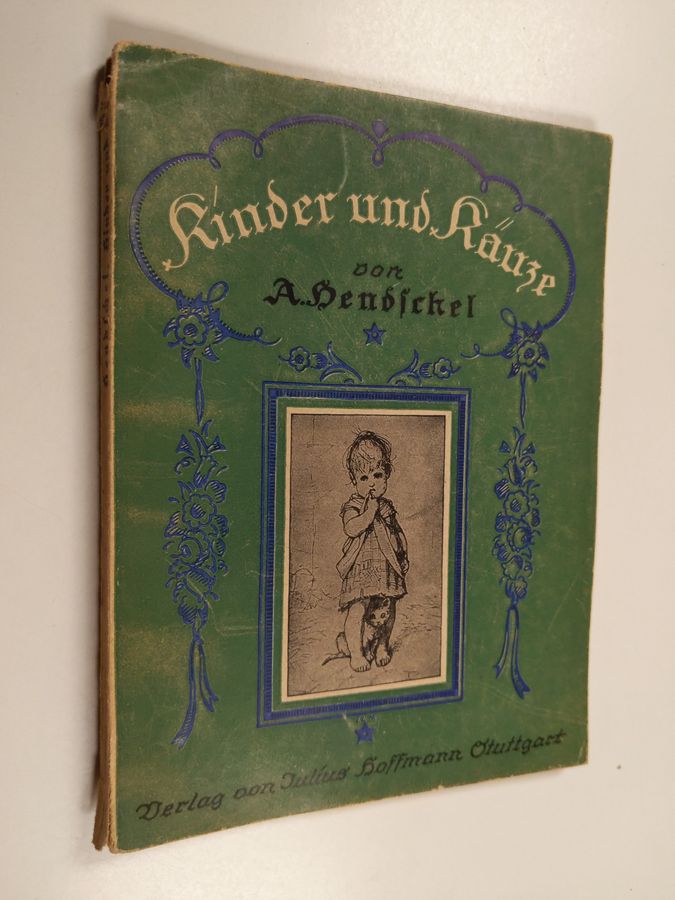 Kinder und Käuze
von
A. Hendschel
Verlag von Julius Hoffmann Stuttgart